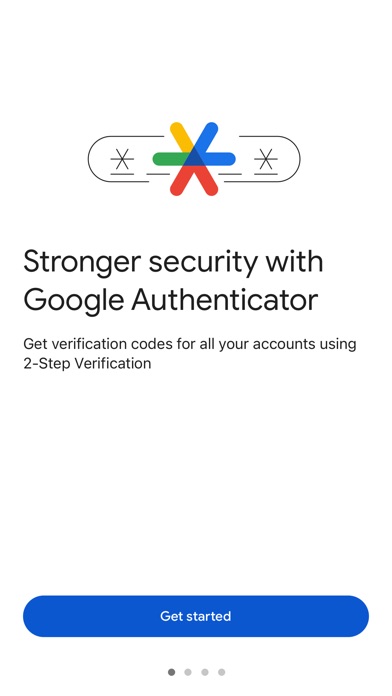 Stronger security with
Google Authenticator
Get verification codes for all your accounts using
2-Step Verification
Get started